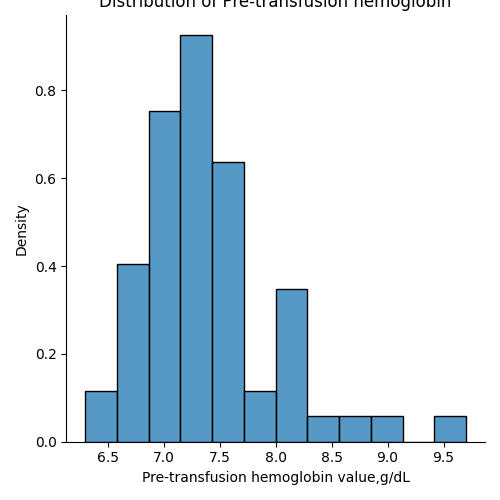 Distribution of Pre-transfusion hemoglobin
0.8
0.6
0.4
0.2
0.0
Density
6.5 7.0 7.5 8.0 8.5 9.0 9.5
Pre-transfusion hemoglobin value,g/dL